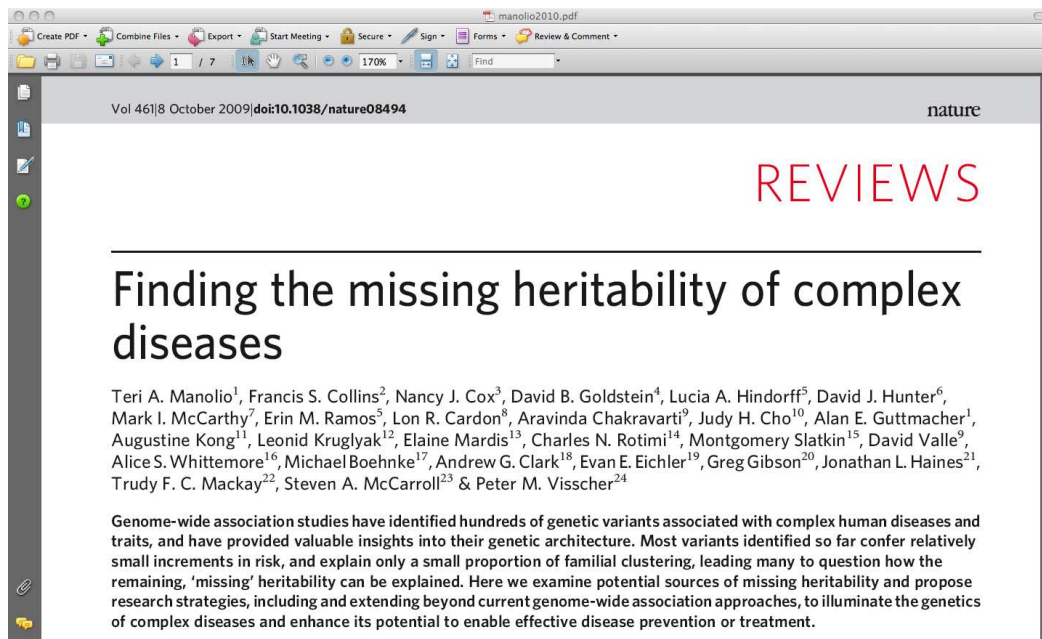 manolio2010.pdf
Create PDF Combine Files Export Start Meeting Secure Sign Forms Review & Comment
1 / 7 170% Find
Vol 461|8 October 2009|doi:10.1038/nature08494 nature
REVIEWS
Finding the missing heritability of complex
diseases
Teri A. Manolio1, Francis S. Collins2, Nancy J. Cox3, David B. Goldstein4, Lucia A. Hindorff5, David J. Hunter6,
Mark I. McCarthy7, Erin M. Ramos5, Lon R. Cardon8, Aravinda Chakravarti9, Judy H. Cho10, Alan E. Guttmacher1,
Augustine Kong11, Leonid Kruglyak12, Elaine Mardis13, Charles N. Rotimi14, Montgomery Slatkin15, David Valle9,
Alice S. Whittemore16, Michael Boehnke17, Andrew G. Clark18, Evan E. Eichler19, Greg Gibson20, Jonathan L. Haines21,
Trudy F. C. Mackay22, Steven A. McCarroll23 & Peter M. Visscher24
Genome-wide association studies have identified hundreds of genetic variants associated with complex human diseases and
traits, and have provided valuable insights into their genetic architecture. Most variants identified so far confer relatively
small increments in risk, and explain only a small proportion of familial clustering, leading many to question how the
remaining, ‘missing’ heritability can be explained. Here we examine potential sources of missing heritability and propose
research strategies, including and extending beyond current genome-wide association approaches, to illuminate the genetics
of complex diseases and enhance its potential to enable effective disease prevention or treatment.